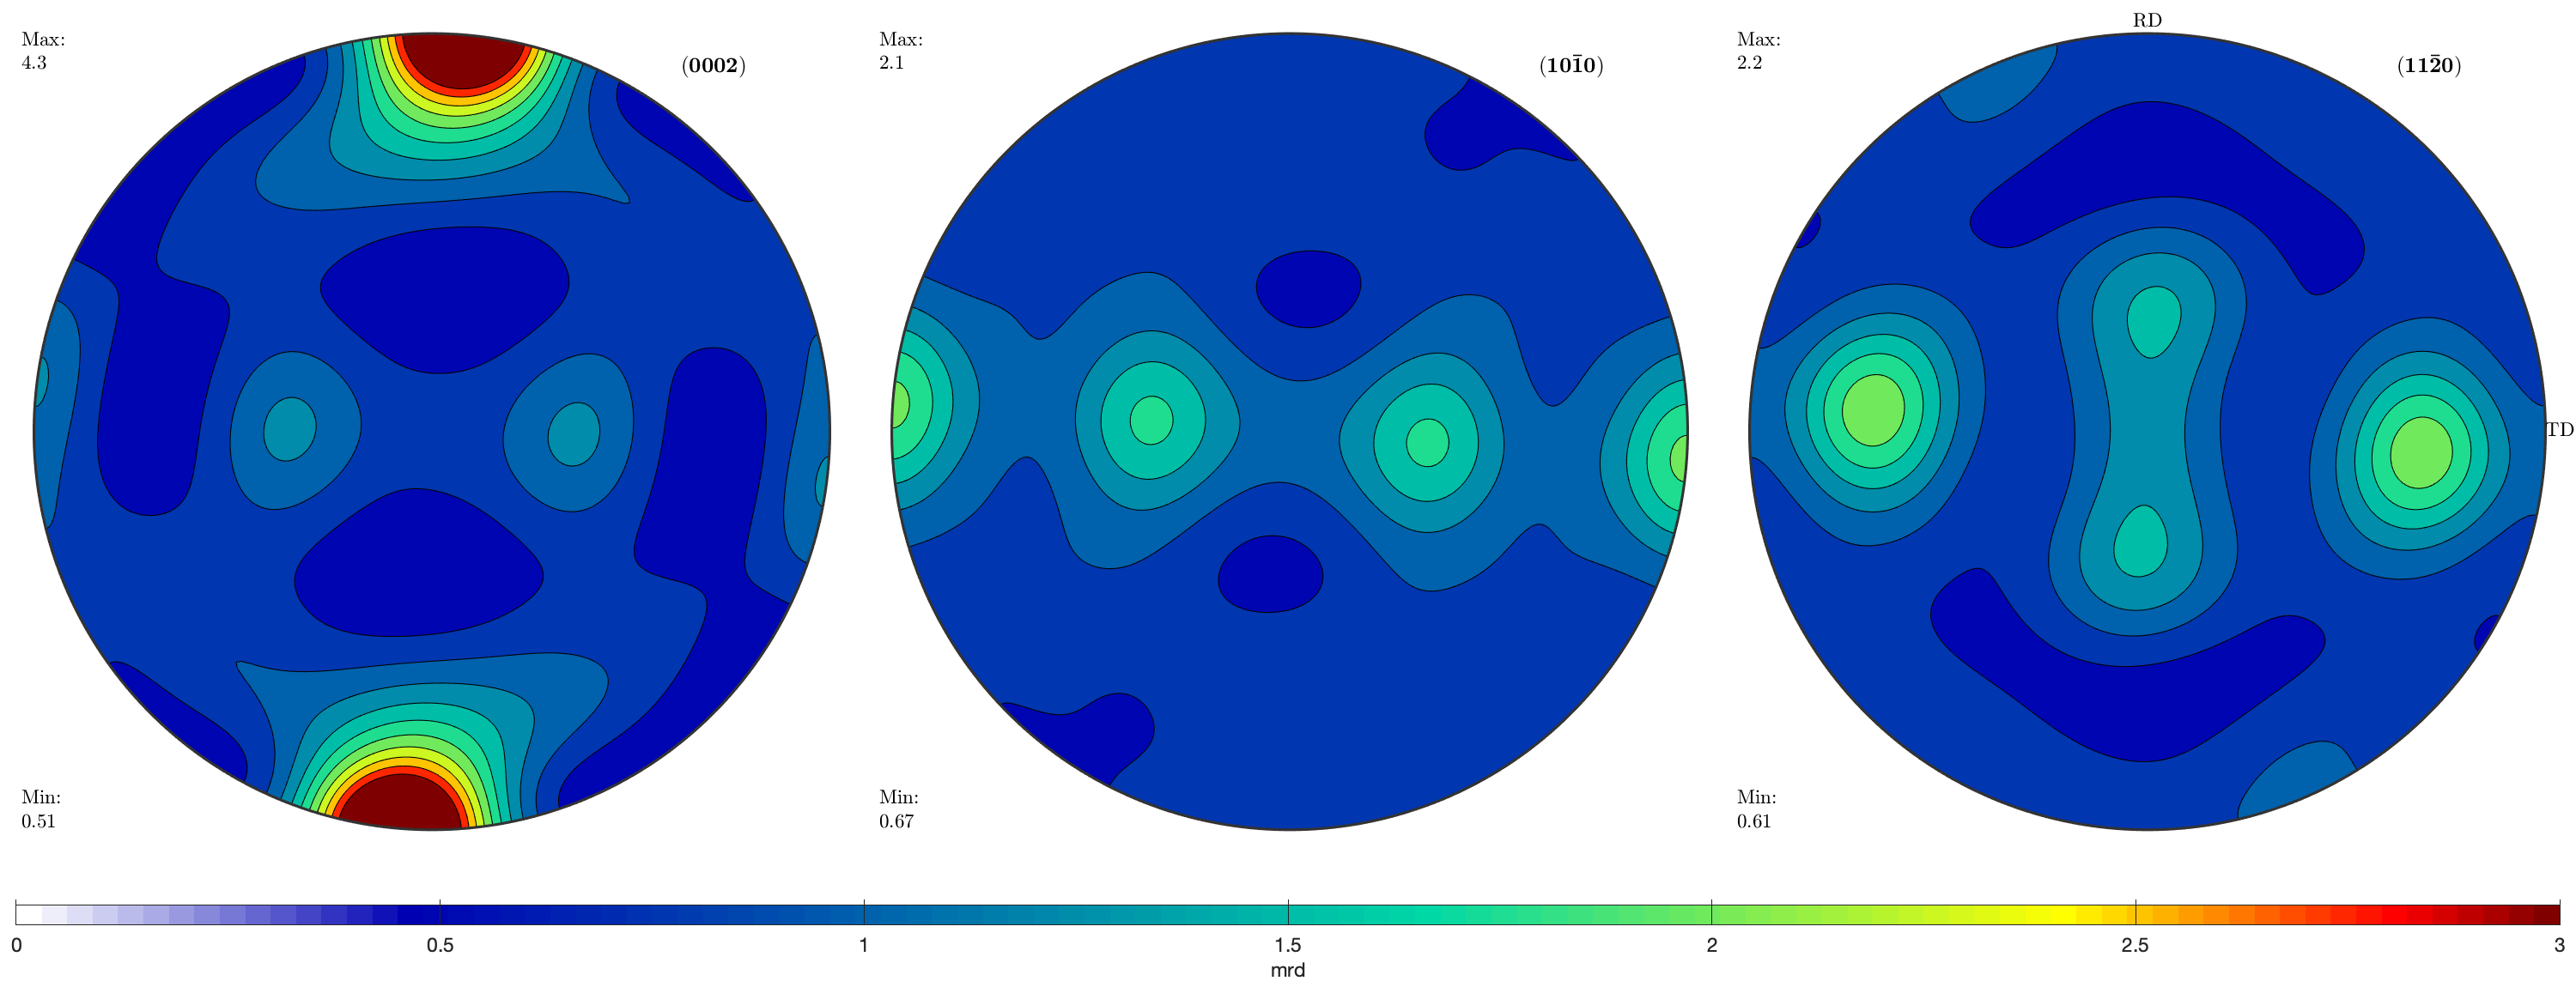 Max:
4.3
(0002)
Min:
0.51
Max:
2.1
(101̄0)
Min:
0.67
RD
Max:
2.2
(112̄0)
TD
Min:
0.61
0 0.5 1 1.5 2 2.5 3
mrd